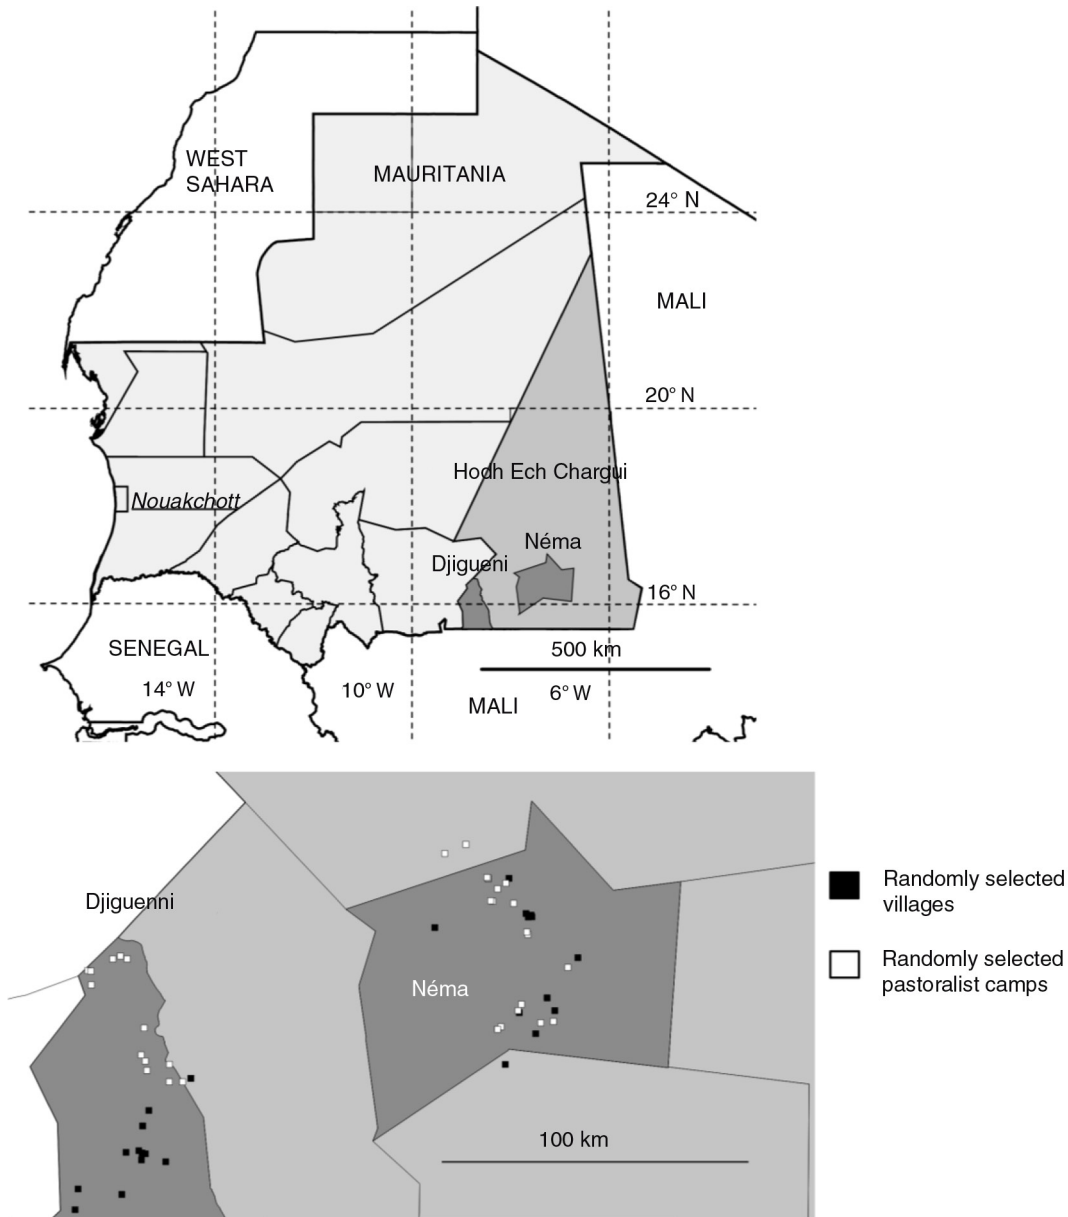 WEST
SAHARA
MAURITANIA
24° N
MALI
20° N
Hodh Ech Chargui
Nouakchott
Néma
Djigueni
16° N
SENEGAL
500 km
14° W
10° W
6° W
MALI
Djiguenni
Néma
100 km
Randomly selected
villages
Randomly selected
pastoralist camps